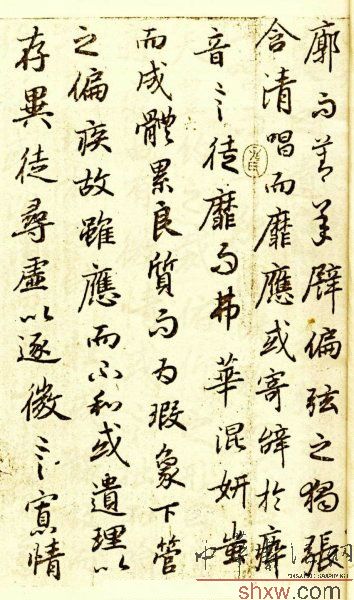 廓而莫承譬偏弦之獨張
含清唱而靡應或寄辭於瘁
音言徒靡而弗華混妍蚩
而成體累良質而為瑕象下管
之偏疾故雖應而不和或遺理以
存異徒尋虛以逐微言寡情
shxw.com